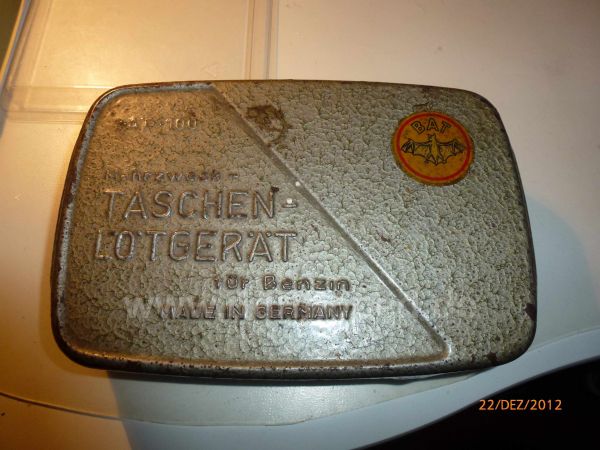 BAT
TASCHEN-
LÖTGERÄT
für Benzin
MADE IN GERMANY
22/DEZ/2012